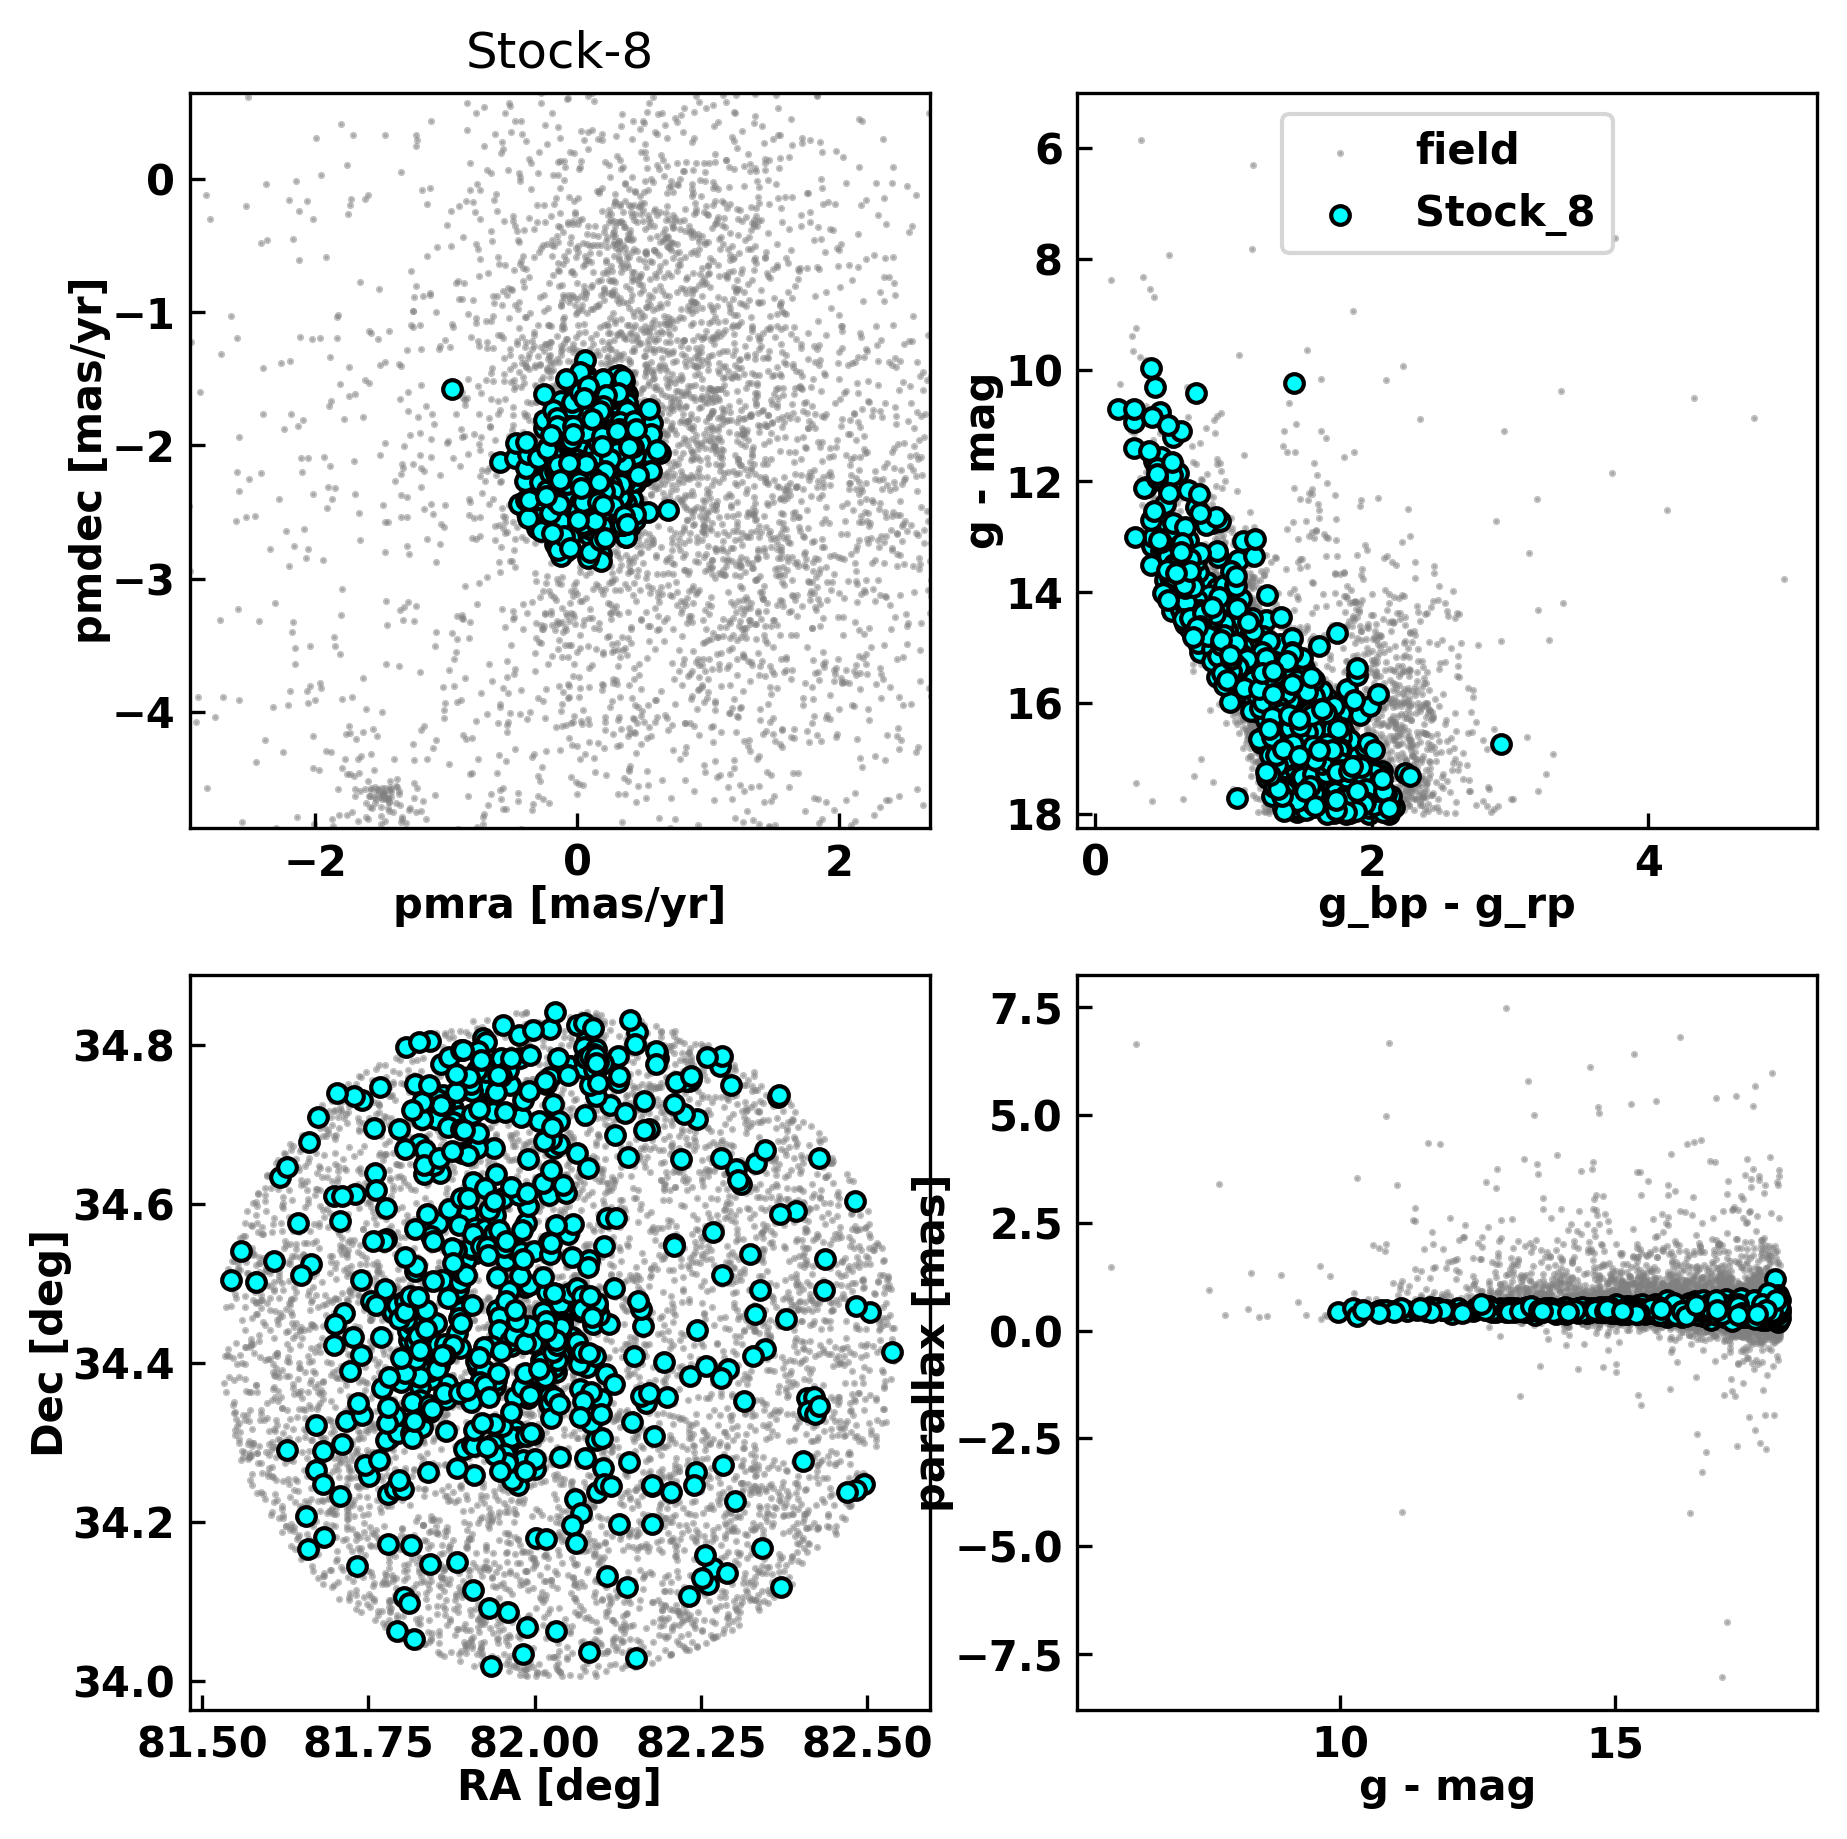 Stock-8
0
−1
−2
−3
−4
pmdec [mas/yr]
−2 0 2
pmra [mas/yr]
field
Stock_8
6
8
10
12
14
16
18
g - mag
0 2 4
g_bp - g_rp
34.8
34.6
34.4
34.2
34.0
Dec [deg]
81.50 81.75 82.00 82.25 82.50
RA [deg]
7.5
5.0
2.5
0.0
−2.5
−5.0
−7.5
parallax [mas]
10 15
g - mag